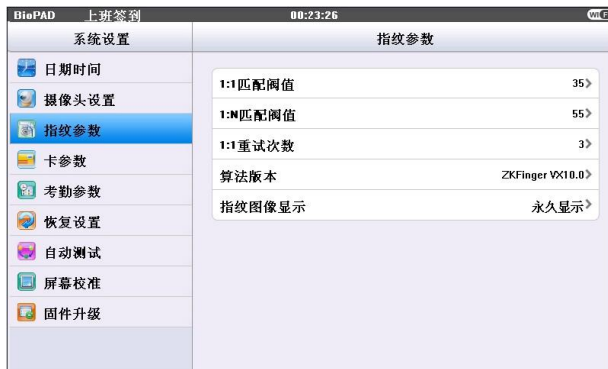 BioPAD 上班签到 00:23:26 WIF
系统设置 指纹参数
日期时间
摄像头设置
指纹参数
卡参数
考勤参数
恢复设置
自动测试
屏幕校准
固件升级
1:1匹配阀值 35>
1:N匹配阀值 55>
1:1重试次数 3>
算法版本 ZKFinger VX10.0>
指纹图像显示 永久显示>